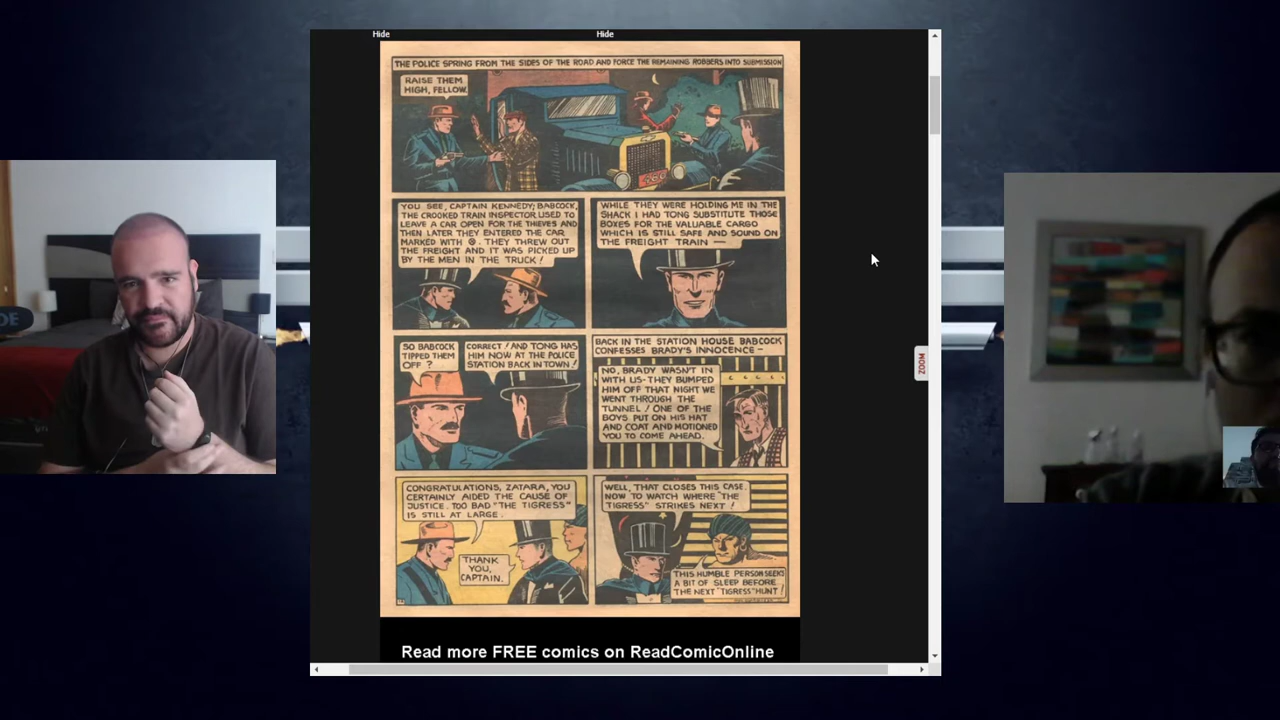 Hide
Hide
THE POLICE SPRING FROM THE SIDES OF THE ROAD AND FORCE THE REMAINING ROBBERS INTO SUBMISSION
RAISE THEM
HIGH, FELLOW.
YOU SEE, CAPTAIN KENNEDY; BABCOCK,
THE CROOKED TRAIN INSPECTOR USED TO
LEAVE A CAR OPEN FOR THE THIEVES AND
THEN LATER THEY ENTERED THE CAR
MARKED WITH ⊗. THEY THREW OUT
THE FREIGHT AND IT WAS PICKED UP
BY THE MEN IN THE TRUCK!
WHILE THEY WERE HOLDING ME IN THE
SHACK I HAD TONG SUBSTITUTE THOSE
BOXES FOR THE VALUABLE CARGO
WHICH IS STILL SAFE AND SOUND ON
THE FREIGHT TRAIN —
SO BABCOCK
TIPPED THEM
OFF ?
CORRECT! AND TONG HAS
HIM NOW AT THE POLICE
STATION BACK IN TOWN!
BACK IN THE STATION HOUSE BABCOCK
CONFESSES BRADY'S INNOCENCE —
NO, BRADY WASN'T IN
WITH US - THEY BUMPED
HIM OFF THAT NIGHT WE
WENT THROUGH THE
TUNNEL! ONE OF THE
BOYS PUT ON HIS HAT
AND COAT AND MOTIONED
YOU TO COME AHEAD.
CONGRATULATIONS, ZATARA, YOU
CERTAINLY AIDED THE CAUSE OF
JUSTICE. TOO BAD "THE TIGRESS"
IS STILL AT LARGE.
THANK
YOU,
CAPTAIN.
WELL, THAT CLOSES THIS CASE.
NOW TO WATCH WHERE "THE
TIGRESS" STRIKES NEXT!
THIS HUMBLE PERSON SEEKS
A BIT OF SLEEP BEFORE
THE NEXT "TIGRESS" HUNT!
ZOOM
Read more FREE comics on ReadComicOnline